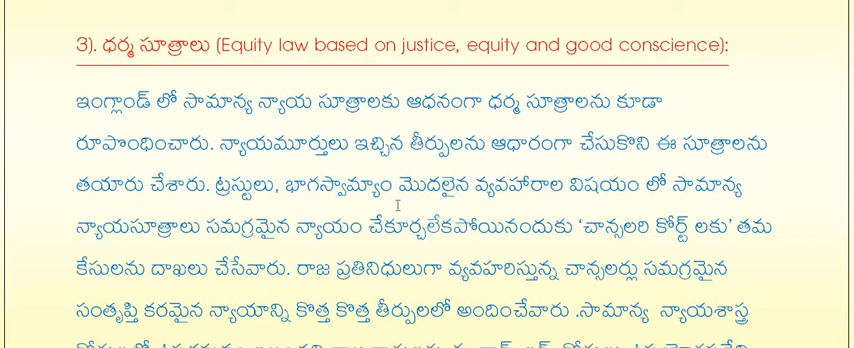 3). ధర్మ సూత్రాలు (Equity law based on justice, equity and good conscience):
ఇంగ్లాండ్ లో సామాన్య న్యాయ సూత్రాలకు ఆధనంగా ధర్మ సూత్రాలను కూడా
రూపొంధించారు. న్యాయమూర్తులు ఇచ్చిన తీర్పులను ఆధారంగా చేసుకొని ఈ సూత్రాలను
తయారు చేశారు. ట్రస్టులు, భాగస్వామ్యాం మొదలైన వ్యవహారాల విషయం లో సామాన్య
న్యాయసూత్రాలు సమగ్రమైన న్యాయం చేకూర్చలేకపోయినందుకు ‘చాన్సలరి కోర్ట్ లకు’ తమ
కేసులను దాఖలు చేసేవారు. రాజ ప్రతినిధులుగా వ్యవహరిస్తున్న చాన్సలర్లు సమగ్రమైన
సంతృప్తి కరమైన న్యాయాన్ని కొత్త కొత్త తీర్పులలో అందించేవారు .సామాన్య న్యాయశాస్త్ర